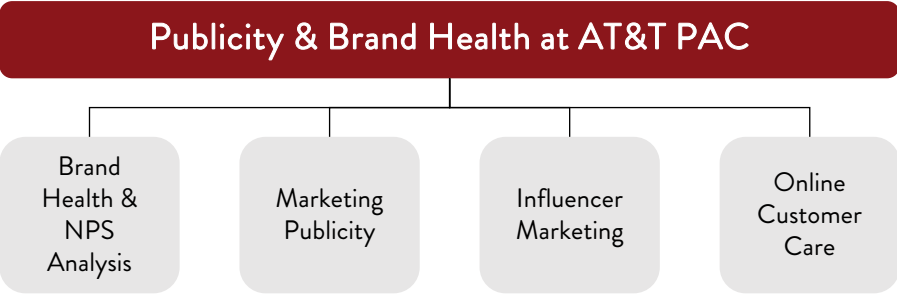 Publicity & Brand Health at AT&T PAC
Brand
Health &
NPS
Analysis
Marketing
Publicity
Influencer
Marketing
Online
Customer
Care